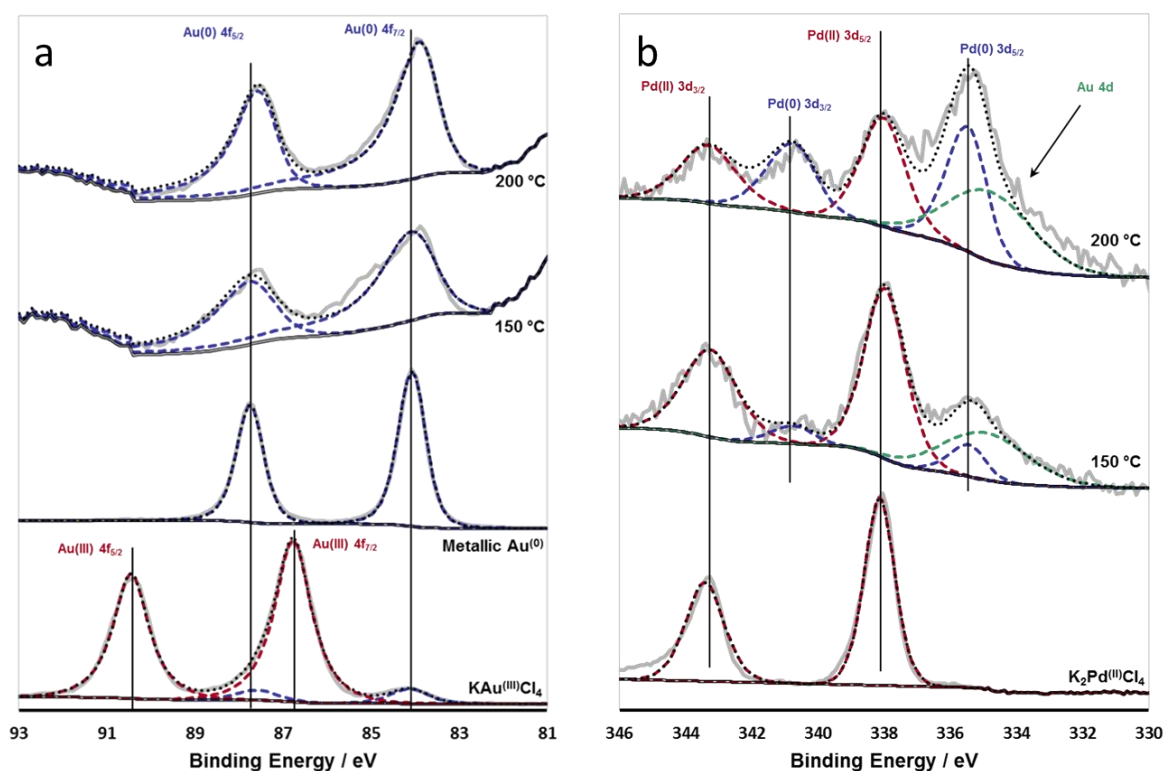 a
Au(0) 4f5/2
Au(0) 4f7/2
200 °C
150 °C
Metallic Au(0)
Au(III) 4f5/2
Au(III) 4f7/2
KAu(III)Cl4
93 91 89 87 85 83 81
Binding Energy / eV
b
Pd(II) 3d5/2
Pd(0) 3d5/2
Pd(II) 3d3/2
Pd(0) 3d3/2
Au 4d
200 °C
150 °C
K2Pd(II)Cl4
346 344 342 340 338 336 334 332 330
Binding Energy / eV